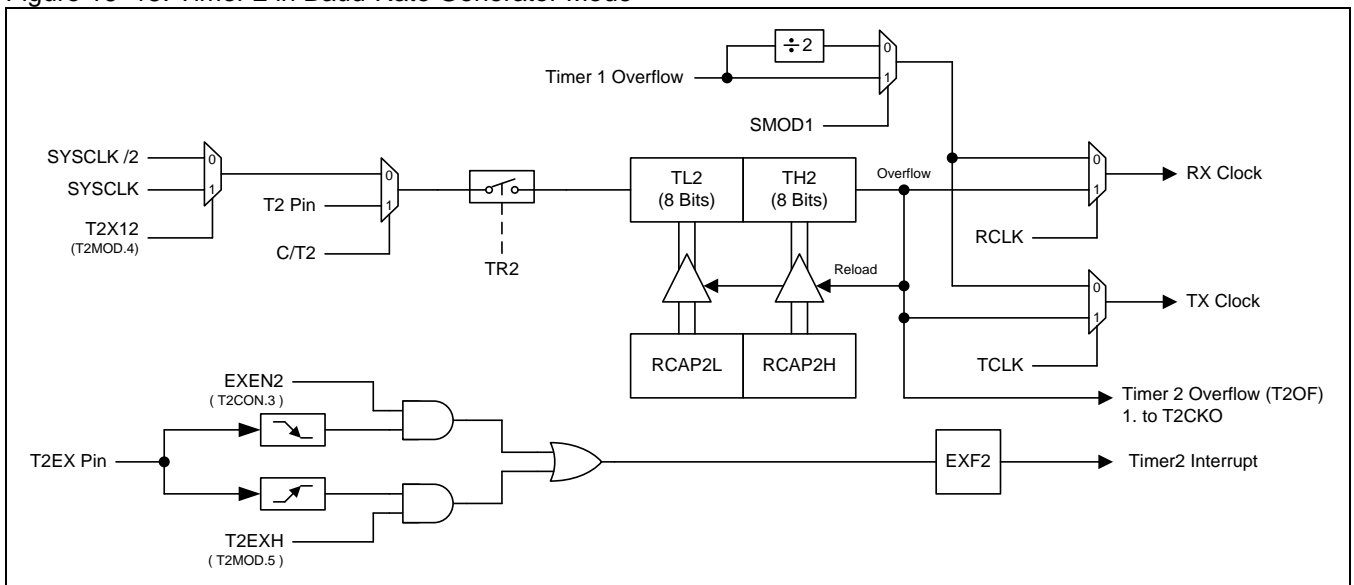 Figure Timer 2 in Baud Rate Generator Mode
÷2
0
1
Timer 1 Overflow
SMOD1
SYSCLK /2
SYSCLK
0
1
T2X12
(T2MOD.4)
T2 Pin
0
1
C/T2
TR2
TL2
(8 Bits)
TH2
(8 Bits)
Overflow
Reload
RCAP2L
RCAP2H
0
1
RX Clock
RCLK
0
1
TX Clock
TCLK
Timer 2 Overflow (T2OF)
1. to T2CKO
EXEN2
( T2CON.3 )
T2EX Pin
T2EXH
( T2MOD.5 )
EXF2
Timer2 Interrupt